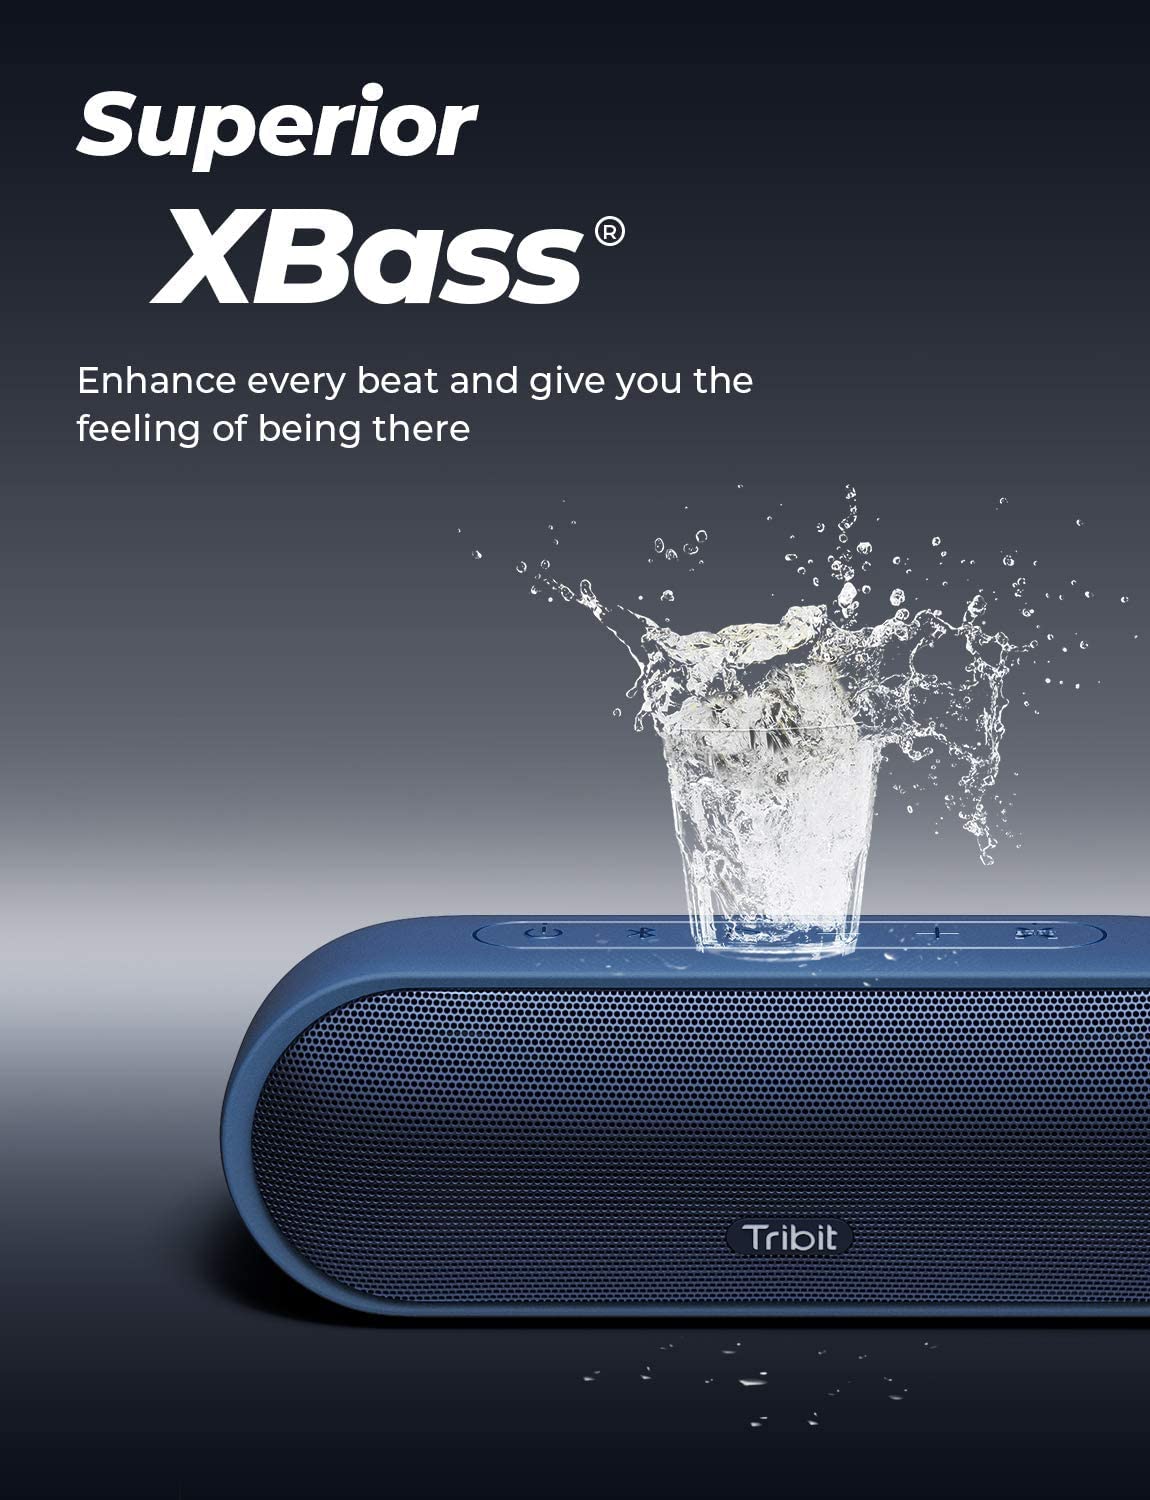 Superior
XBass®
Enhance every beat and give you the
feeling of being there
Tribit